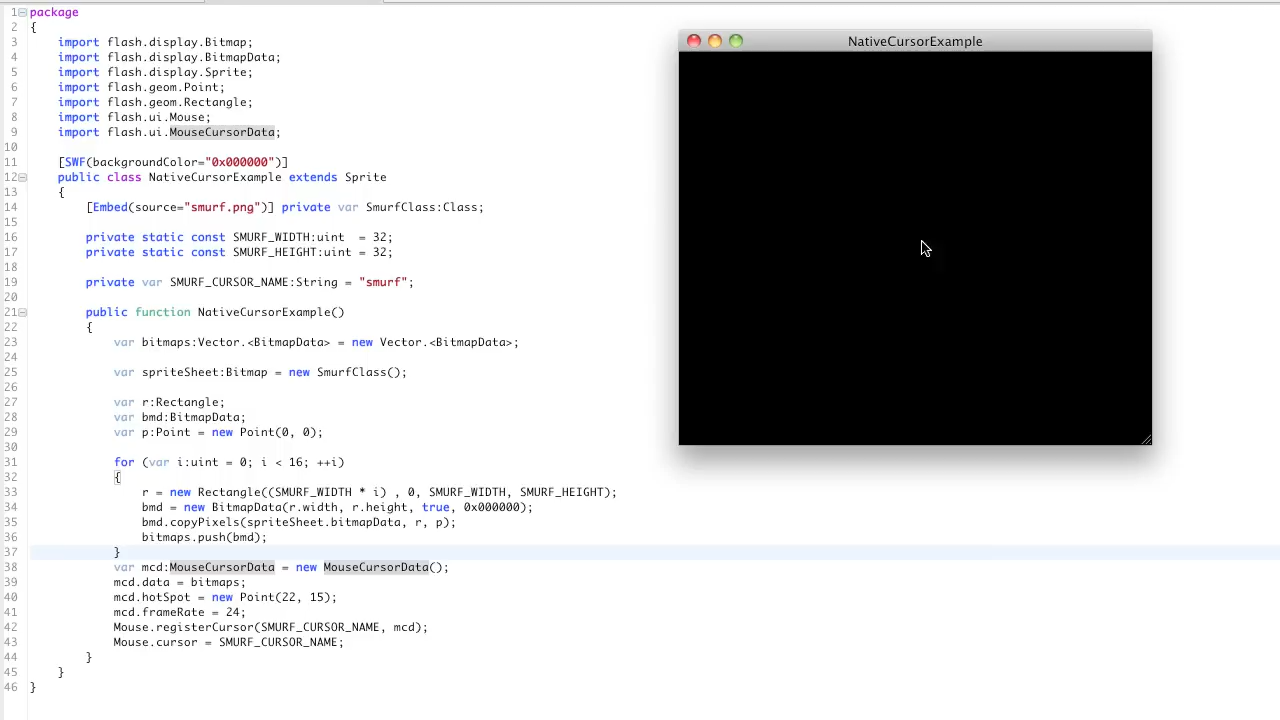 1 package
2 {
3 import flash.display.Bitmap;
4 import flash.display.BitmapData;
5 import flash.display.Sprite;
6 import flash.geom.Point;
7 import flash.geom.Rectangle;
8 import flash.ui.Mouse;
9 import flash.ui.MouseCursorData;
10
11 [SWF(backgroundColor="0x000000")]
12 public class NativeCursorExample extends Sprite
13 {
14 [Embed(source="smurf.png")] private var SmurfClass:Class;
15
16 private static const SMURF_WIDTH:uint  = 32;
17 private static const SMURF_HEIGHT:uint = 32;
18
19 private var SMURF_CURSOR_NAME:String = "smurf";
20
21 public function NativeCursorExample()
22 {
23 var bitmaps:Vector.<BitmapData> = new Vector.<BitmapData>;
24
25 var spriteSheet:Bitmap = new SmurfClass();
26
27 var r:Rectangle;
28 var bmd:BitmapData;
29 var p:Point = new Point(0, 0);
30
31 for (var i:uint = 0; i < 16; ++i)
32 {
33 r = new Rectangle((SMURF_WIDTH * i) , 0, SMURF_WIDTH, SMURF_HEIGHT);
34 bmd = new BitmapData(r.width, r.height, true, 0x000000);
35 bmd.copyPixels(spriteSheet.bitmapData, r, p);
36 bitmaps.push(bmd);
37 }
38 var mcd:MouseCursorData = new MouseCursorData();
39 mcd.data = bitmaps;
40 mcd.hotSpot = new Point(22, 15);
41 mcd.frameRate = 24;
42 Mouse.registerCursor(SMURF_CURSOR_NAME, mcd);
43 Mouse.cursor = SMURF_CURSOR_NAME;
44 }
45 }
46 }
NativeCursorExample